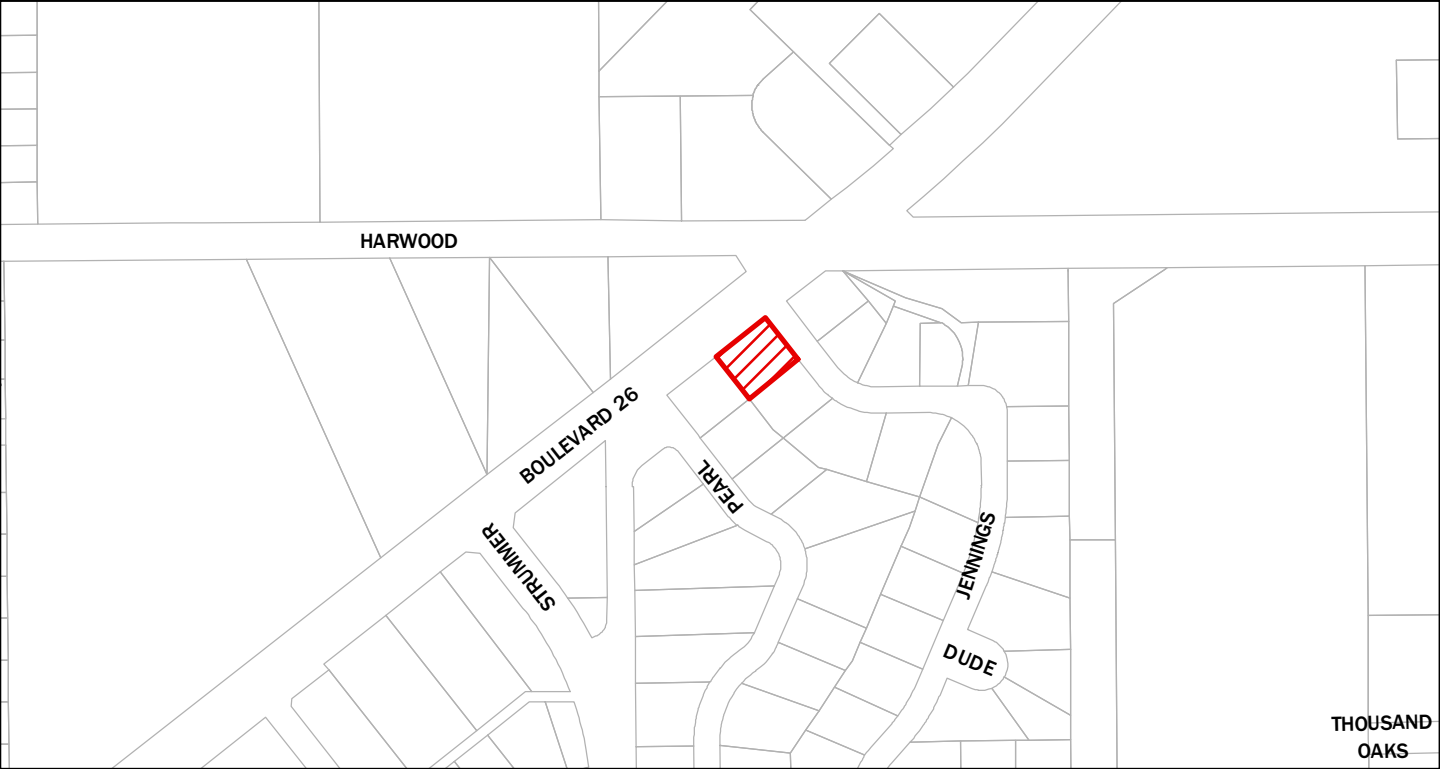 HARWOOD
BOULEVARD 26
PEARL
STRUMMER
JENNINGS
DUDE
THOUSAND
OAKS